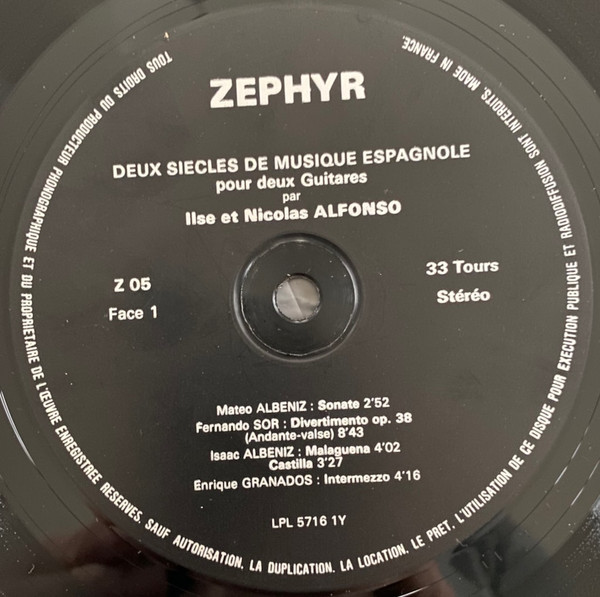 ZEPHYR
DEUX SIECLES DE MUSIQUE ESPAGNOLE
pour deux Guitares
par
Ilse et Nicolas ALFONSO
Z 05
Face 1
33 Tours
Stéréo
Mateo ALBENIZ : Sonate 2'52
Fernando SOR : Divertimento op. 38
(Andante-valse) 8'43
Isaac ALBENIZ : Malaguena 4'02
Castilla 3'27
Enrique GRANADOS : Intermezzo 4'16
LPL 5716 1Y
TOUS DROITS DU PRODUCTEUR PHONOGRAPHIQUE ET DU PROPRIETAIRE DE L'ŒUVRE ENREGISTREE RESERVES. SAUF AUTORISATION, LA DUPLICATION, LA LOCATION, LE PRET, L'UTILISATION DE CE DISQUE POUR EXECUTION PUBLIQUE ET RADIODIFFUSION SONT INTERDITS. MADE IN FRANCE.